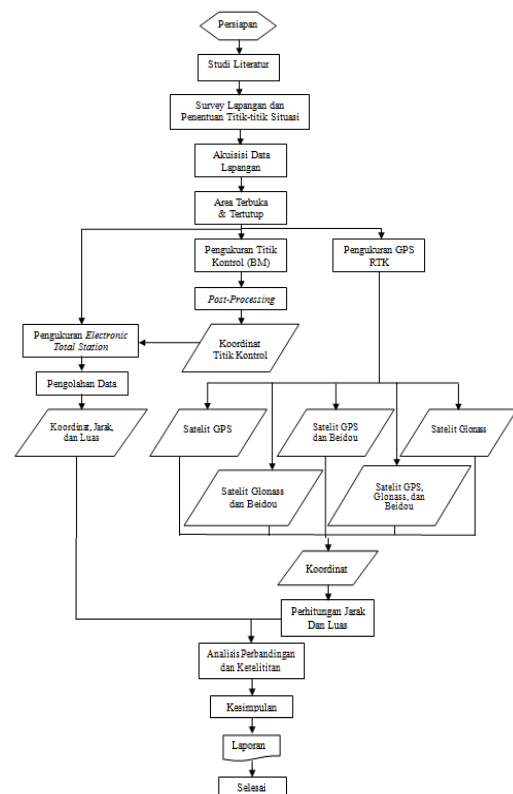 Persiapan
Studi Literatur
Survey Lapangan dan
Penentuan Titik-titik Situasi
Akuisisi Data
Lapangan
Area Terbuka
& Tertutup
Pengukuran Titik
Kontrol (BM)
Pengukuran GPS
RTK
Post-Processing
Pengukuran Electronic
Total Station
Koordinat
Titik Kontrol
Pengolahan Data
Koordinat, Jarak,
dan Luas
Satelit GPS
Satelit GPS
dan Beidou
Satelit Glonass
Satelit Glonass
dan Beidou
Satelit GPS,
Glonass, dan
Beidou
Koordinat
Perhitungan Jarak
Dan Luas
Analisis Perbandingan
dan Ketelititan
Kesimpulan
Laporan
Selesai